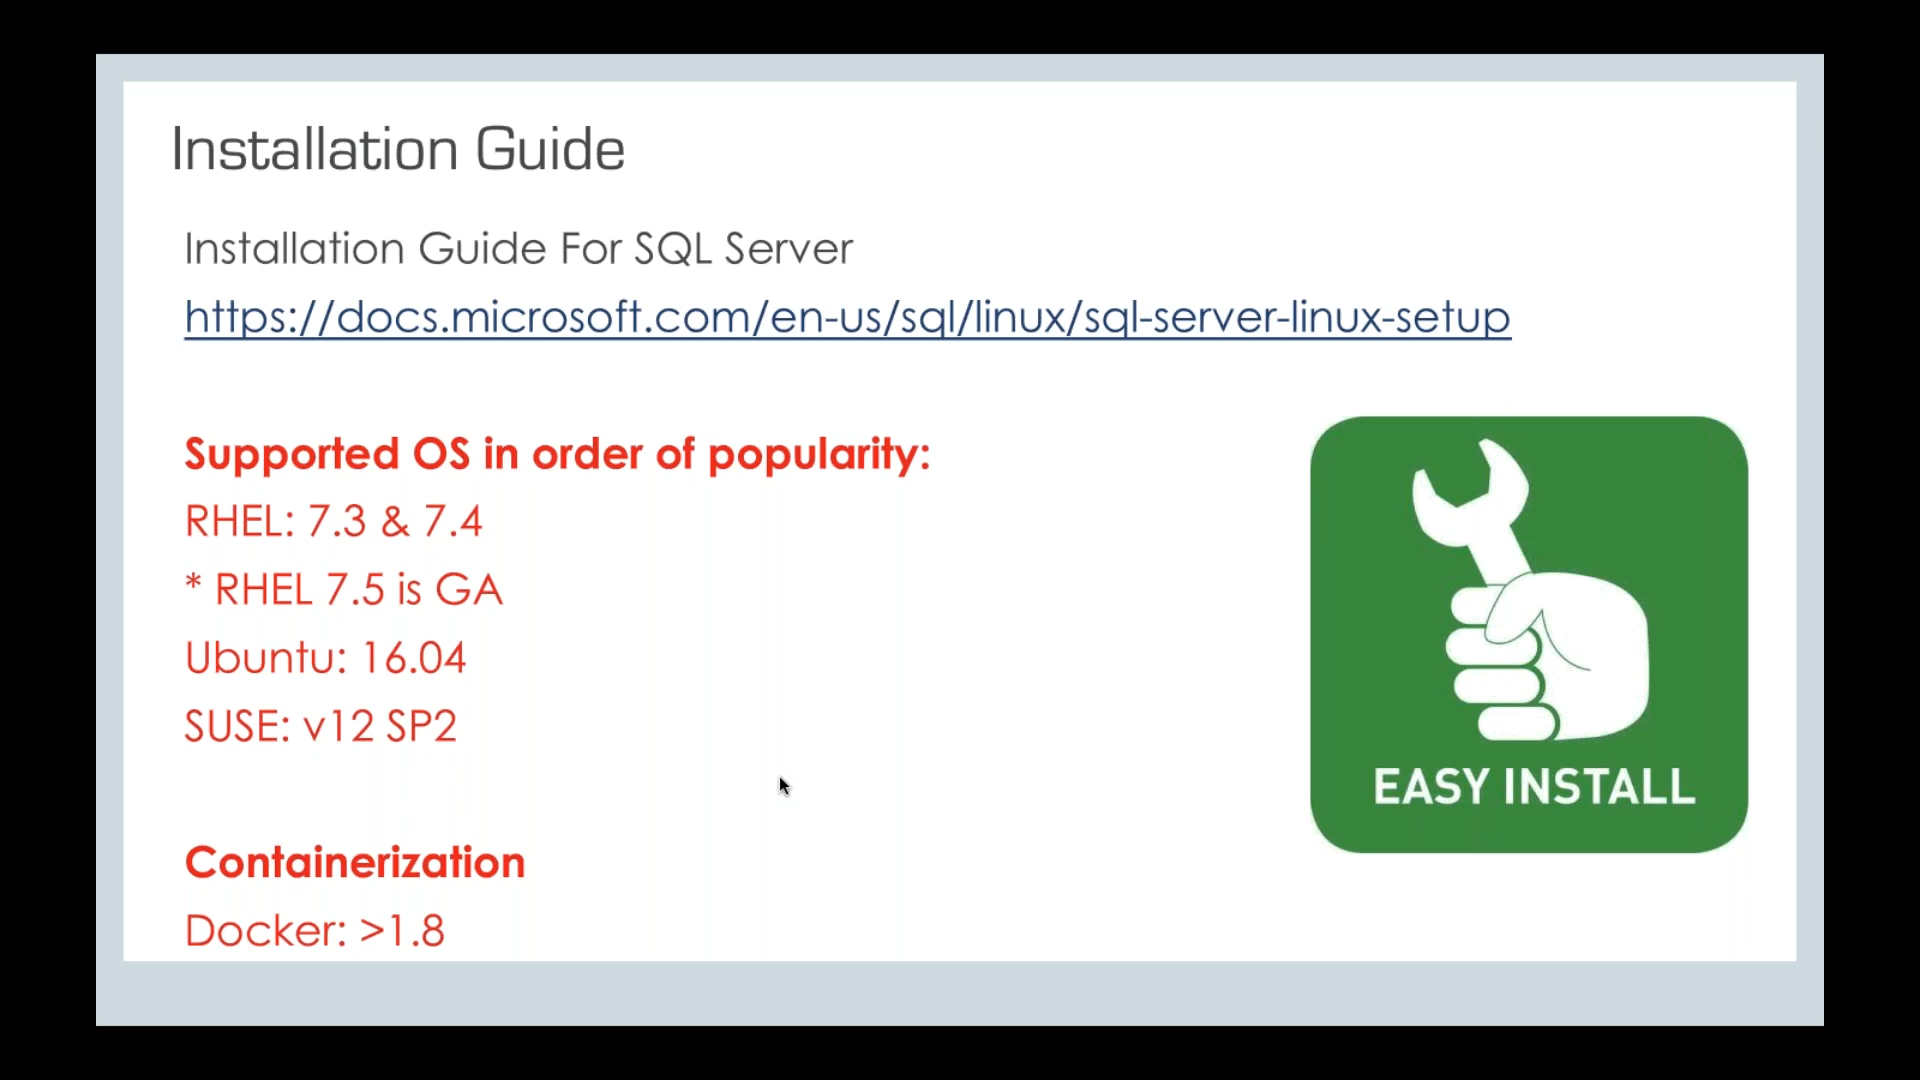 Installation Guide
Installation Guide For SQL Server
https://docs.microsoft.com/en-us/sql/linux/sql-server-linux-setup
Supported OS in order of popularity:
RHEL: 7.3 & 7.4
* RHEL 7.5 is GA
Ubuntu: 16.04
SUSE: v12 SP2
EASY INSTALL
Containerization
Docker: >1.8